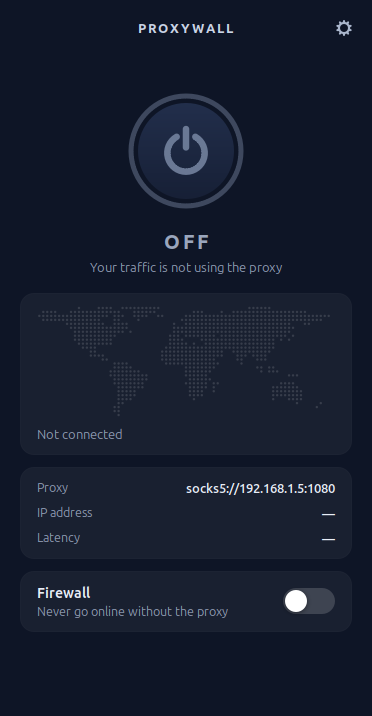 PROXYWALL
OFF
Your traffic is not using the proxy
Not connected
Proxy socks5://192.168.1.5:1080
IP address —
Latency —
Firewall
Never go online without the proxy